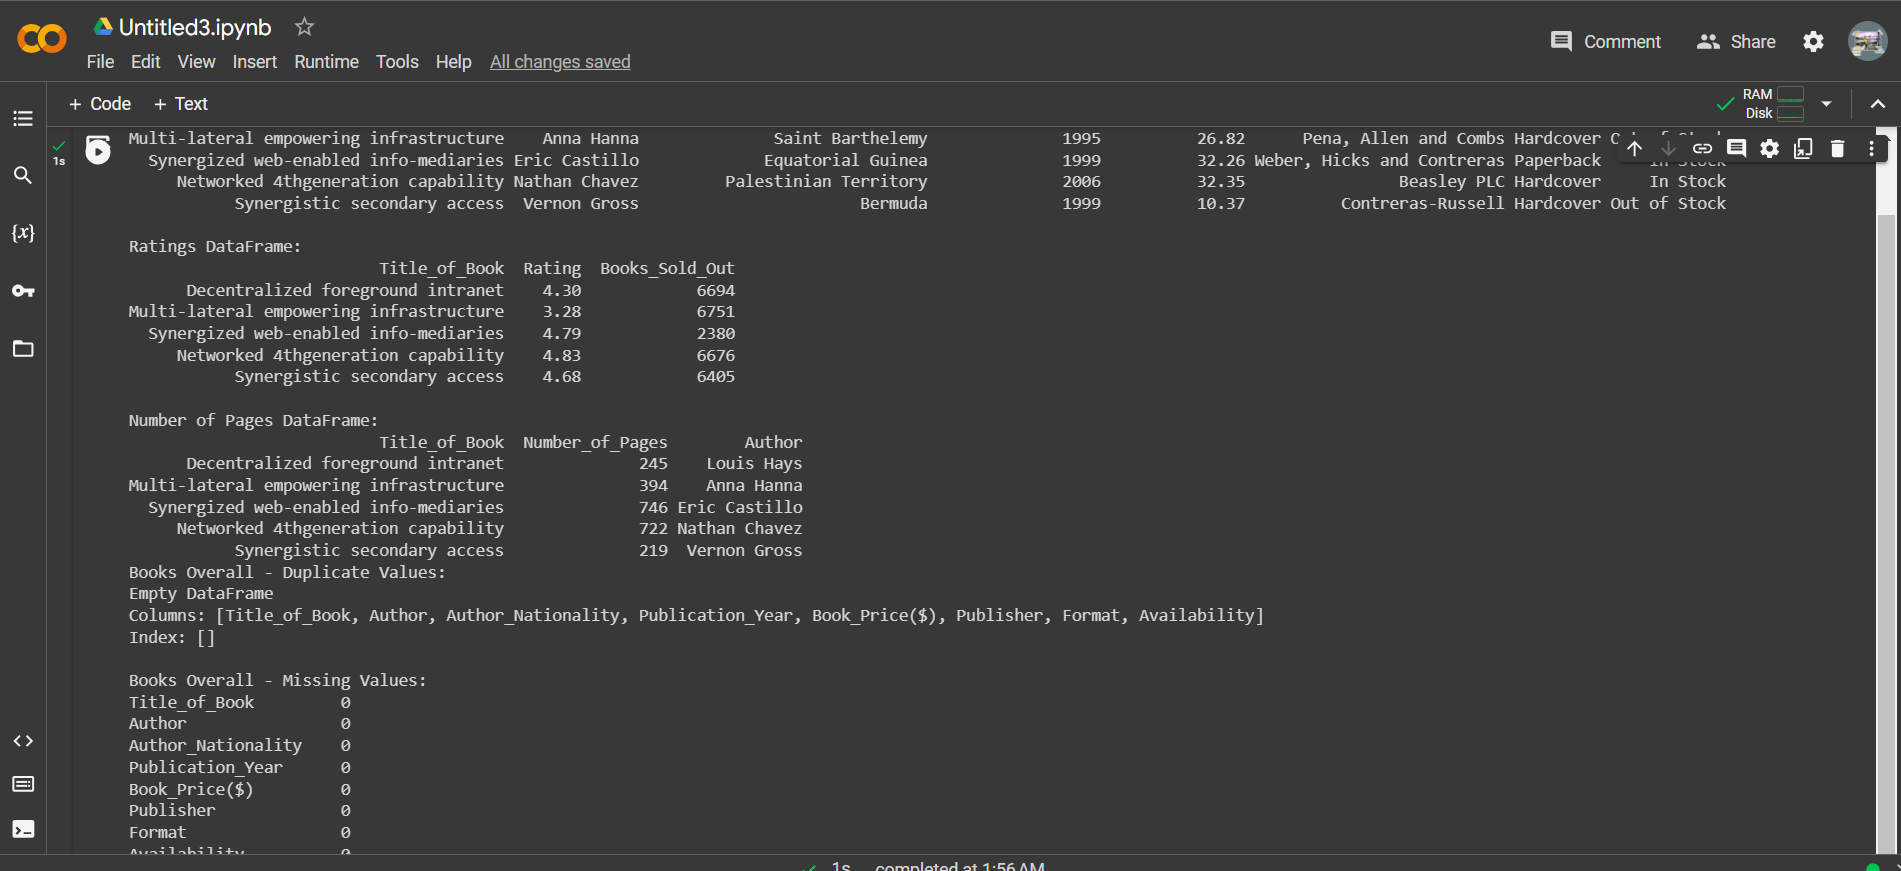 Untitled3.ipynb
Comment
Share
File Edit View Insert Runtime Tools Help All changes saved
+ Code + Text
RAM
Disk
1s
Multi-lateral empowering infrastructure Anna Hanna Saint Barthelemy 1995 26.82 Pena, Allen and Combs Hardcover Out of Stock
Synergized web-enabled info-mediaries Eric Castillo Equatorial Guinea 1999 32.26 Weber, Hicks and Contreras Paperback In Stock
Networked 4thgeneration capability Nathan Chavez Palestinian Territory 2006 32.35 Beasley PLC Hardcover In Stock
Synergistic secondary access Vernon Gross Bermuda 1999 10.37 Contreras-Russell Hardcover Out of Stock
Ratings DataFrame:
Title_of_Book Rating Books_Sold_Out
Decentralized foreground intranet 4.30 6694
Multi-lateral empowering infrastructure 3.28 6751
Synergized web-enabled info-mediaries 4.79 2380
Networked 4thgeneration capability 4.83 6676
Synergistic secondary access 4.68 6405
Number of Pages DataFrame:
Title_of_Book Number_of_Pages Author
Decentralized foreground intranet 245 Louis Hays
Multi-lateral empowering infrastructure 394 Anna Hanna
Synergized web-enabled info-mediaries 746 Eric Castillo
Networked 4thgeneration capability 722 Nathan Chavez
Synergistic secondary access 219 Vernon Gross
Books Overall - Duplicate Values:
Empty DataFrame
Columns: [Title_of_Book, Author, Author_Nationality, Publication_Year, Book_Price($), Publisher, Format, Availability]
Index: []
Books Overall - Missing Values:
Title_of_Book 0
Author 0
Author_Nationality 0
Publication_Year 0
Book_Price($) 0
Publisher 0
Format 0
Availability 0
1s completed at 1:56 AM